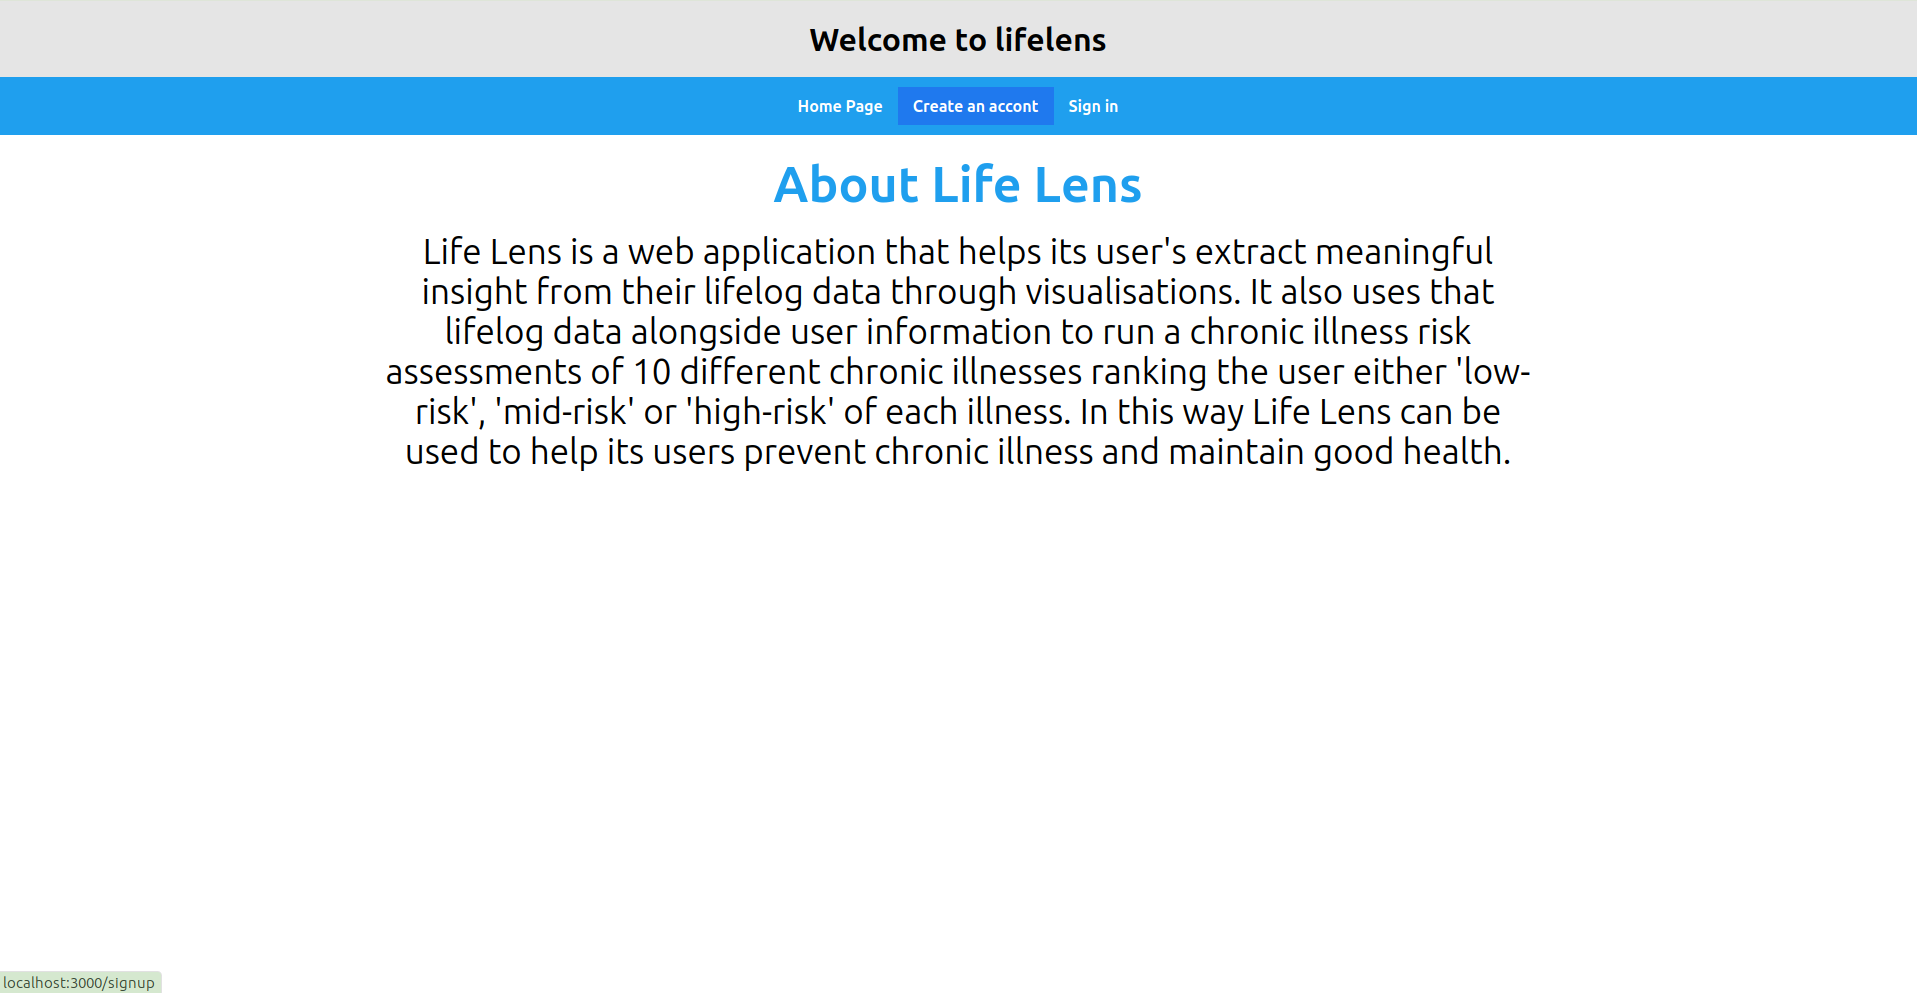 Welcome to lifelens
Home Page Create an accont Sign in
About Life Lens
Life Lens is a web application that helps its user's extract meaningful
insight from their lifelog data through visualisations. It also uses that
lifelog data alongside user information to run a chronic illness risk
assessments of 10 different chronic illnesses ranking the user either 'low-
risk', 'mid-risk' or 'high-risk' of each illness. In this way Life Lens can be
used to help its users prevent chronic illness and maintain good health.
localhost:3000/signup